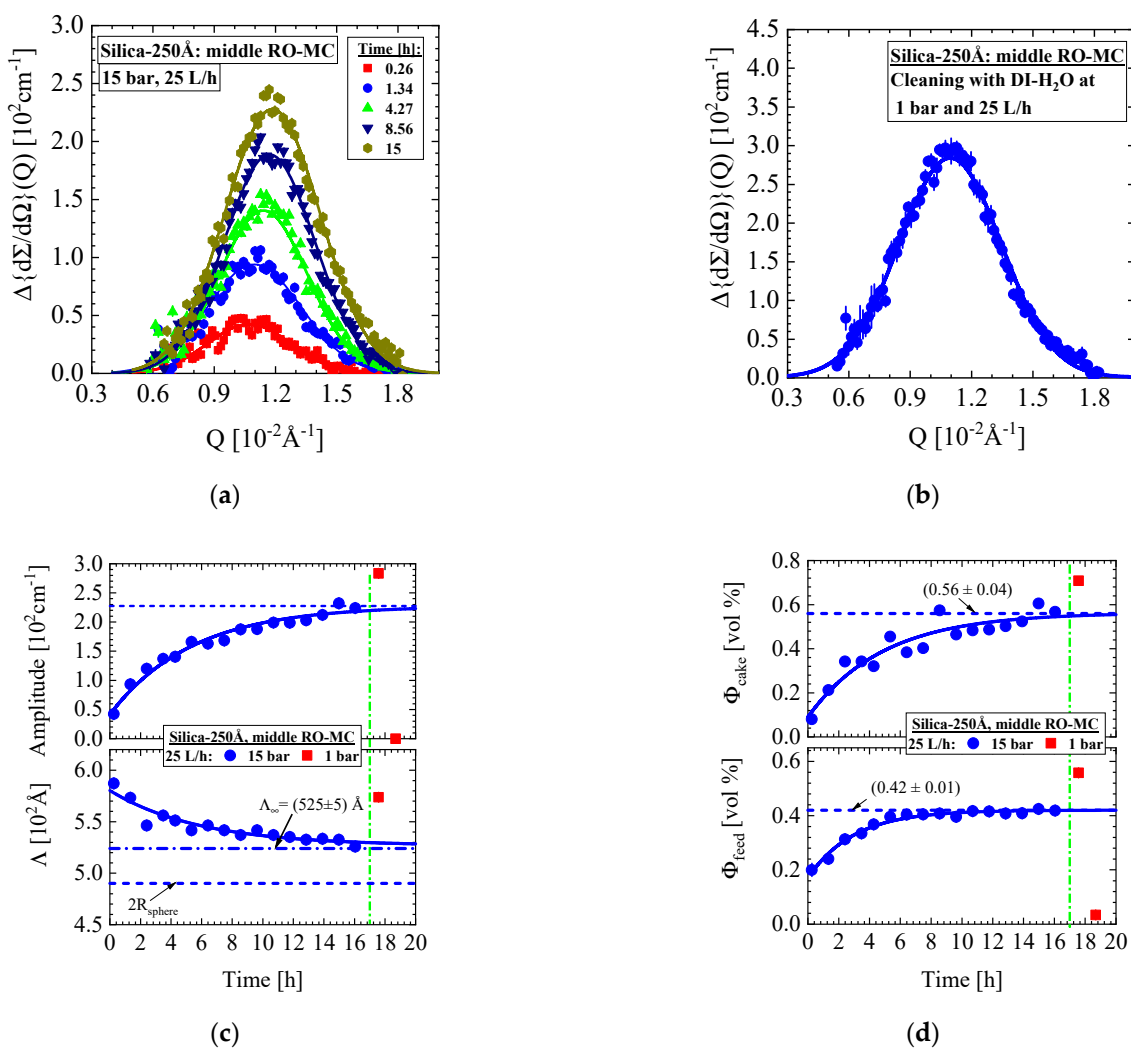 3.0
2.5
2.0
1.5
1.0
0.5
0.0
0.3 0.6 0.9 1.2 1.5 1.8
Δ{dΣ/dΩ}(Q) [10²cm⁻¹]
Q [10⁻²Å⁻¹]
Silica-250Å: middle RO-MC
15 bar, 25 L/h
Time [h]:
0.26
1.34
4.27
8.56
15
(a)
4.5
4.0
3.5
3.0
2.5
2.0
1.5
1.0
0.5
0.0
0.3 0.6 0.9 1.2 1.5 1.8
Δ{dΣ/dΩ)}(Q) [10²cm⁻¹]
Q [10⁻²Å⁻¹]
Silica-250Å: middle RO-MC
Cleaning with DI-H₂O at
1 bar and 25 L/h
(b)
3.0
2.5
2.0
1.5
1.0
0.5
0.0
Amplitude [10²cm⁻¹]
Silica-250Å, middle RO-MC
25 L/h: 15 bar 1 bar
6.0
5.5
5.0
4.5
Λ [10²Å]
Λ∞= (525±5) Å
2Rsphere
0 2 4 6 8 10 12 14 16 18 20
Time [h]
(c)
0.8
0.6
0.4
0.2
0.0
Φcake [vol %]
(0.56 ± 0.04)
Silica-250Å, middle RO-MC
25 L/h: 15 bar 1 bar
0.6
0.4
0.2
0.0
Φfeed [vol %]
(0.42 ± 0.01)
0 2 4 6 8 10 12 14 16 18 20
Time [h]
(d)